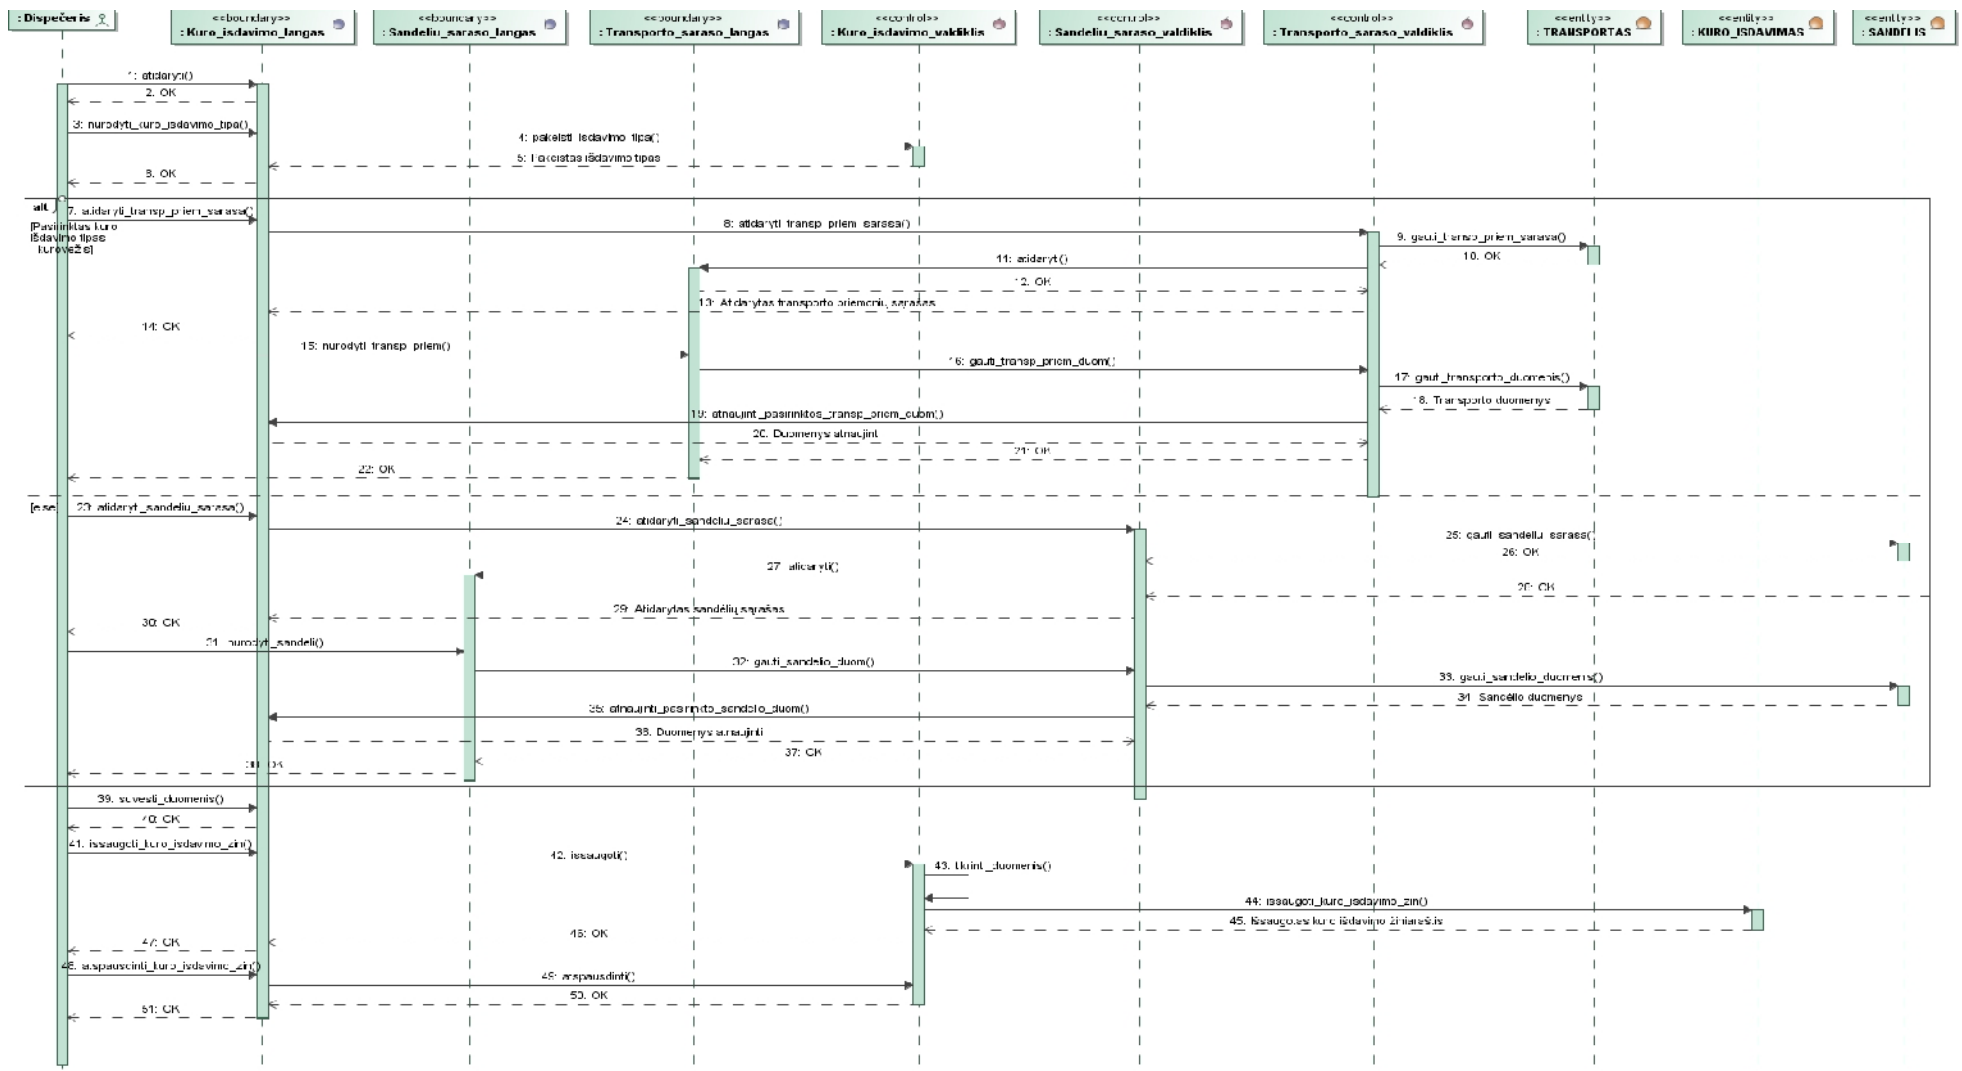 : Dispečeris
<<boundary>>
: Kuro_isdavimo_langas
<<boundary>>
: Sandeliu_saraso_langas
<<boundary>>
: Transporto_saraso_langas
<<control>>
: Kuro_isdavimo_valdiklis
<<control>>
: Sandeliu_saraso_valdiklis
<<control>>
: Transporto_saraso_valdiklis
<<entity>>
: TRANSPORTAS
<<entity>>
: KURO_ISDAVIMAS
<<entity>>
: SANDELIS
1: atidaryti()
2: OK
3: nurodyti_kuro_isdavimo_tipa()
4: pakeisti_isdavimo_tipa()
5: Pakeistas išdavimo tipas
6: OK
alt
7: atidaryti_transp_priem_sarasa()
[Pasirinktas kuro
išdavimo tipas
kurovežis]
8: atidaryti_transp_priem_sarasa()
9: gauti_transp_priem_sarasa()
10: OK
11: atidaryti()
12: OK
13: Atidarytas transporto priemonių sąrašas
14: OK
15: nurodyti_transp_priem()
16: gauti_transp_priem_duom()
17: gauti_transporto_duomenis()
18: Transporto duomenys
19: atnaujinti_pasirinktos_transp_priem_duom()
20: Duomenys atnaujinti
21: OK
22: OK
[else]
23: atidaryti_sandeliu_sarasa()
24: atidaryti_sandeliu_sarasa()
25: gauti_sandeliu_sarasa()
26: OK
27: atidaryti()
28: OK
29: Atidarytas sandėlių sąrašas
30: OK
31: nurodyti_sandeli()
32: gauti_sandelio_duom()
33: gauti_sandelio_duomenis()
34: Sandėlio duomenys
35: atnaujinti_pasirinkto_sandelio_duom()
36: Duomenys atnaujinti
37: OK
38: OK
39: suvesti_duomenis()
40: OK
41: issaugoti_kuro_isdavimo_zin()
42: issaugoti()
43: tikrinti_duomenis()
44: issaugoti_kuro_isdavimo_zin()
45: Išsaugotas kuro išdavimo žiniaraštis
46: OK
47: OK
48: atspausdinti_kuro_isdavimo_zin()
49: atspausdinti()
50: OK
51: OK